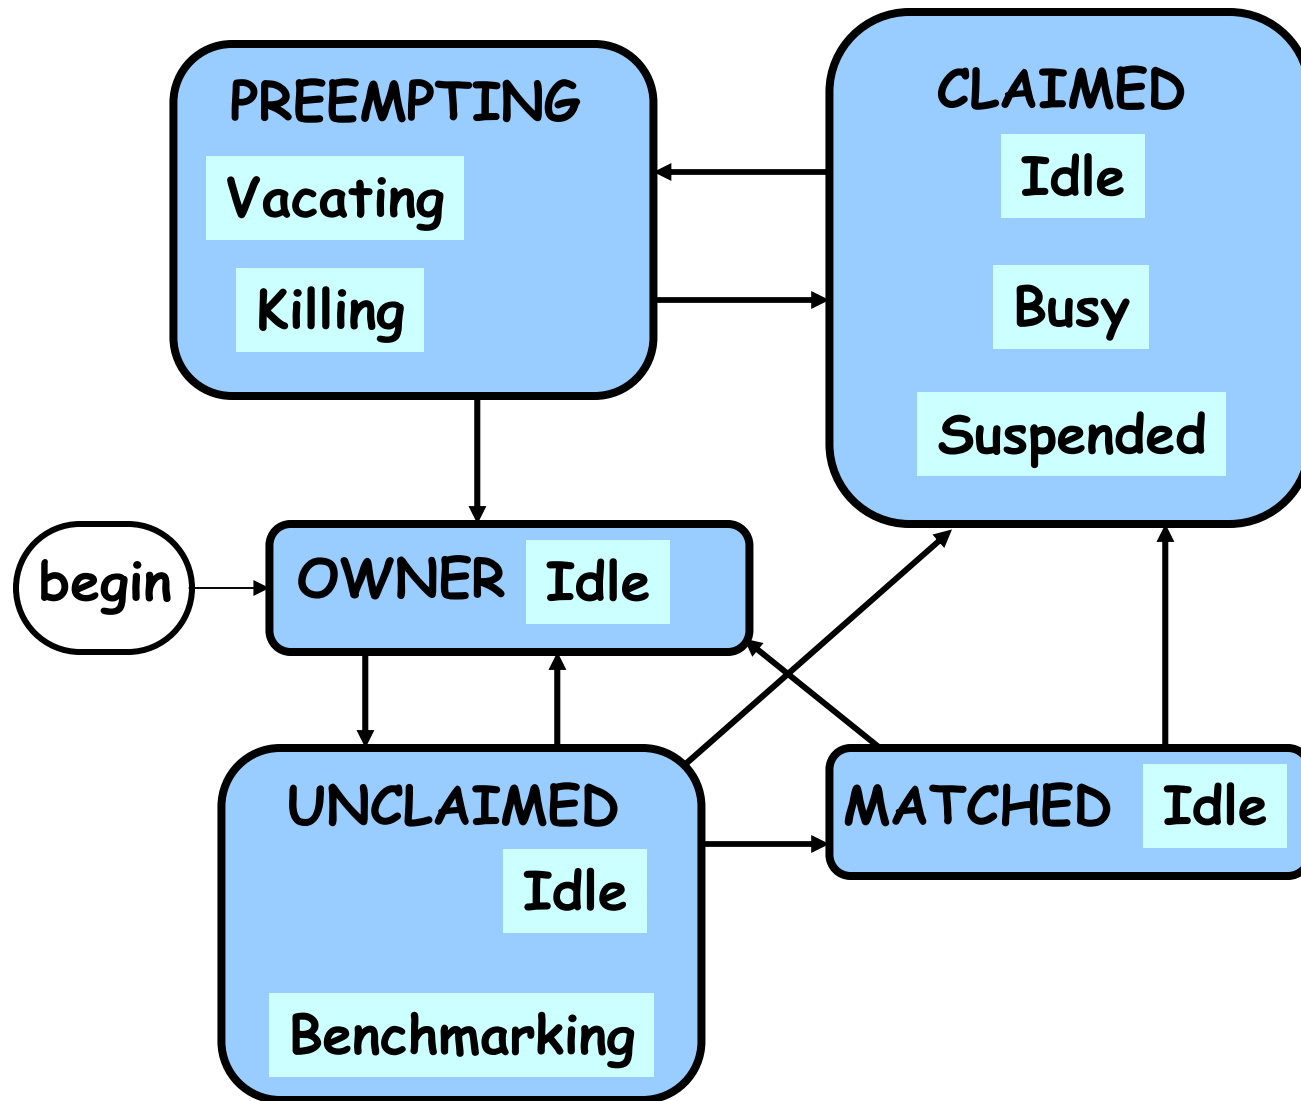 PREEMPTING
Vacating
Killing
CLAIMED
Idle
Busy
Suspended
begin
OWNER Idle
UNCLAIMED
Idle
Benchmarking
MATCHED Idle